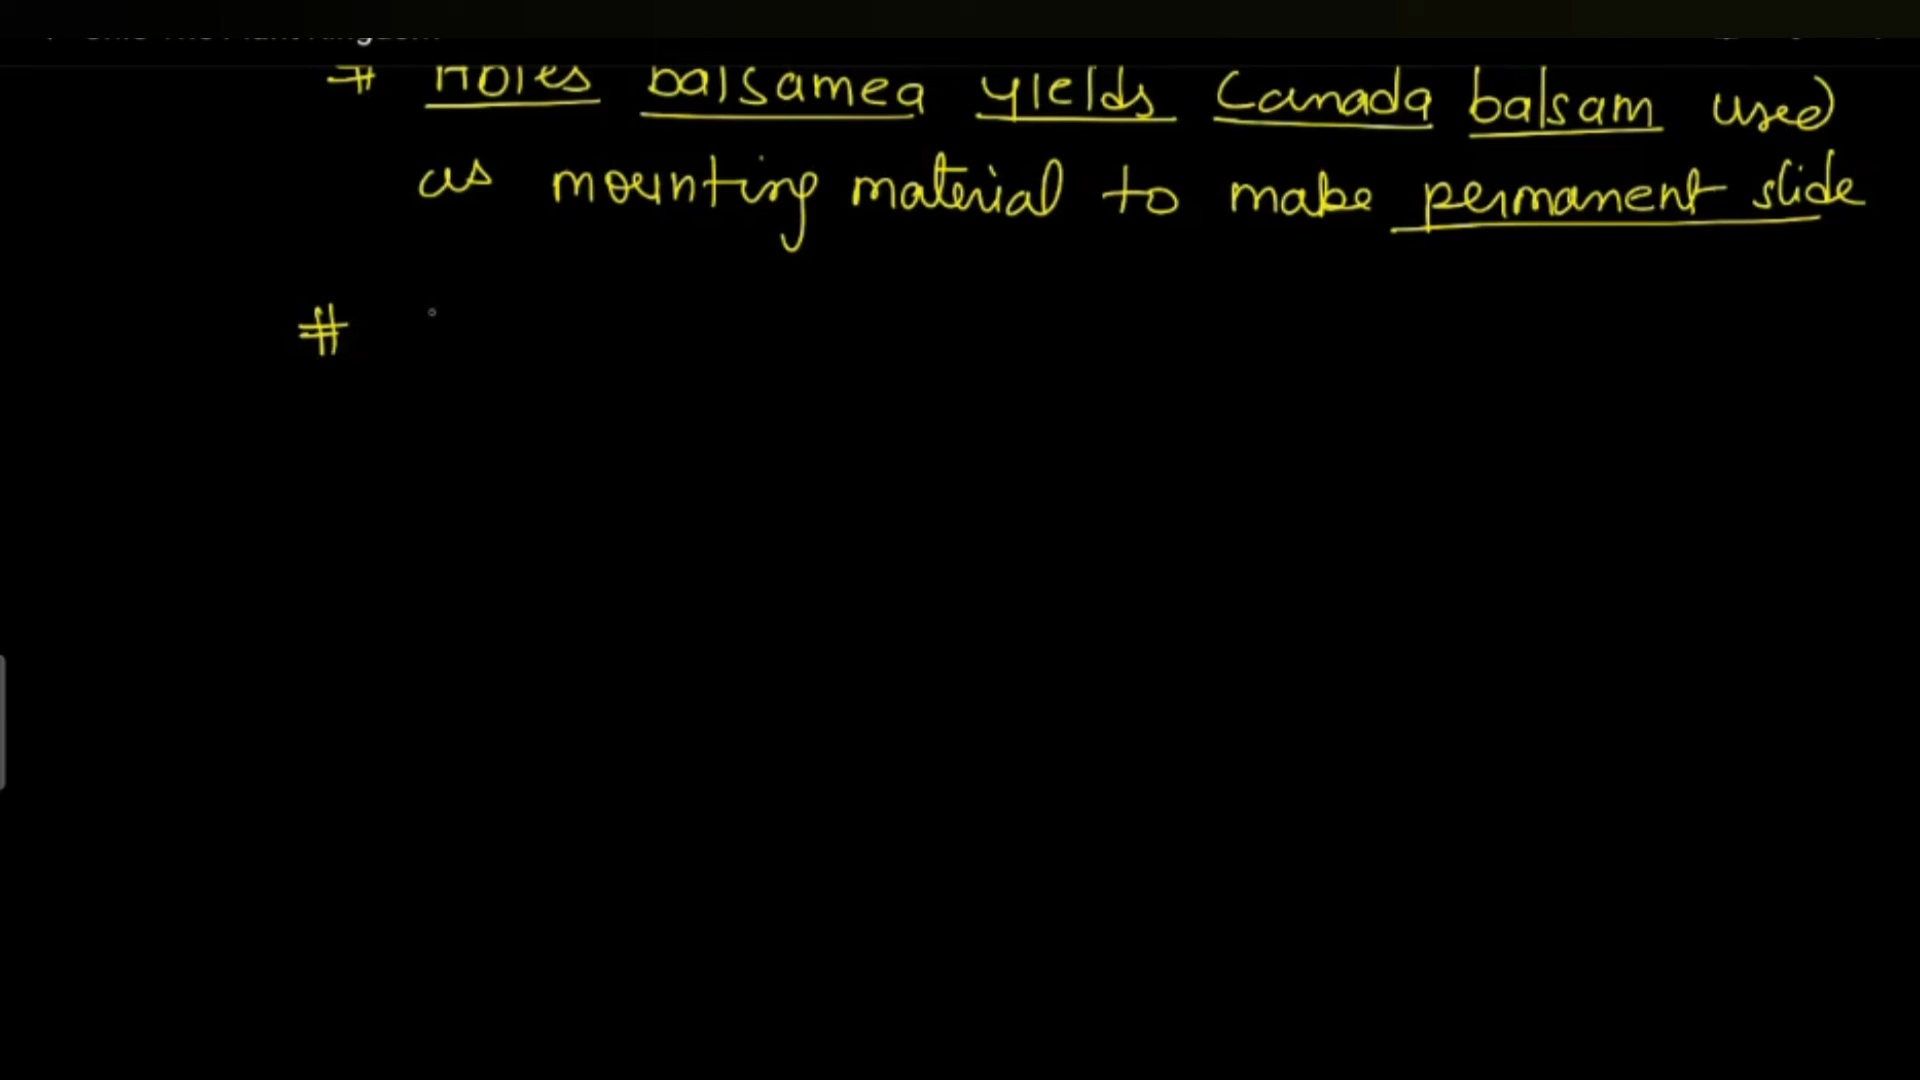 # Abies balsamea yields Canada balsam used
as mounting material to make permanent slide
#